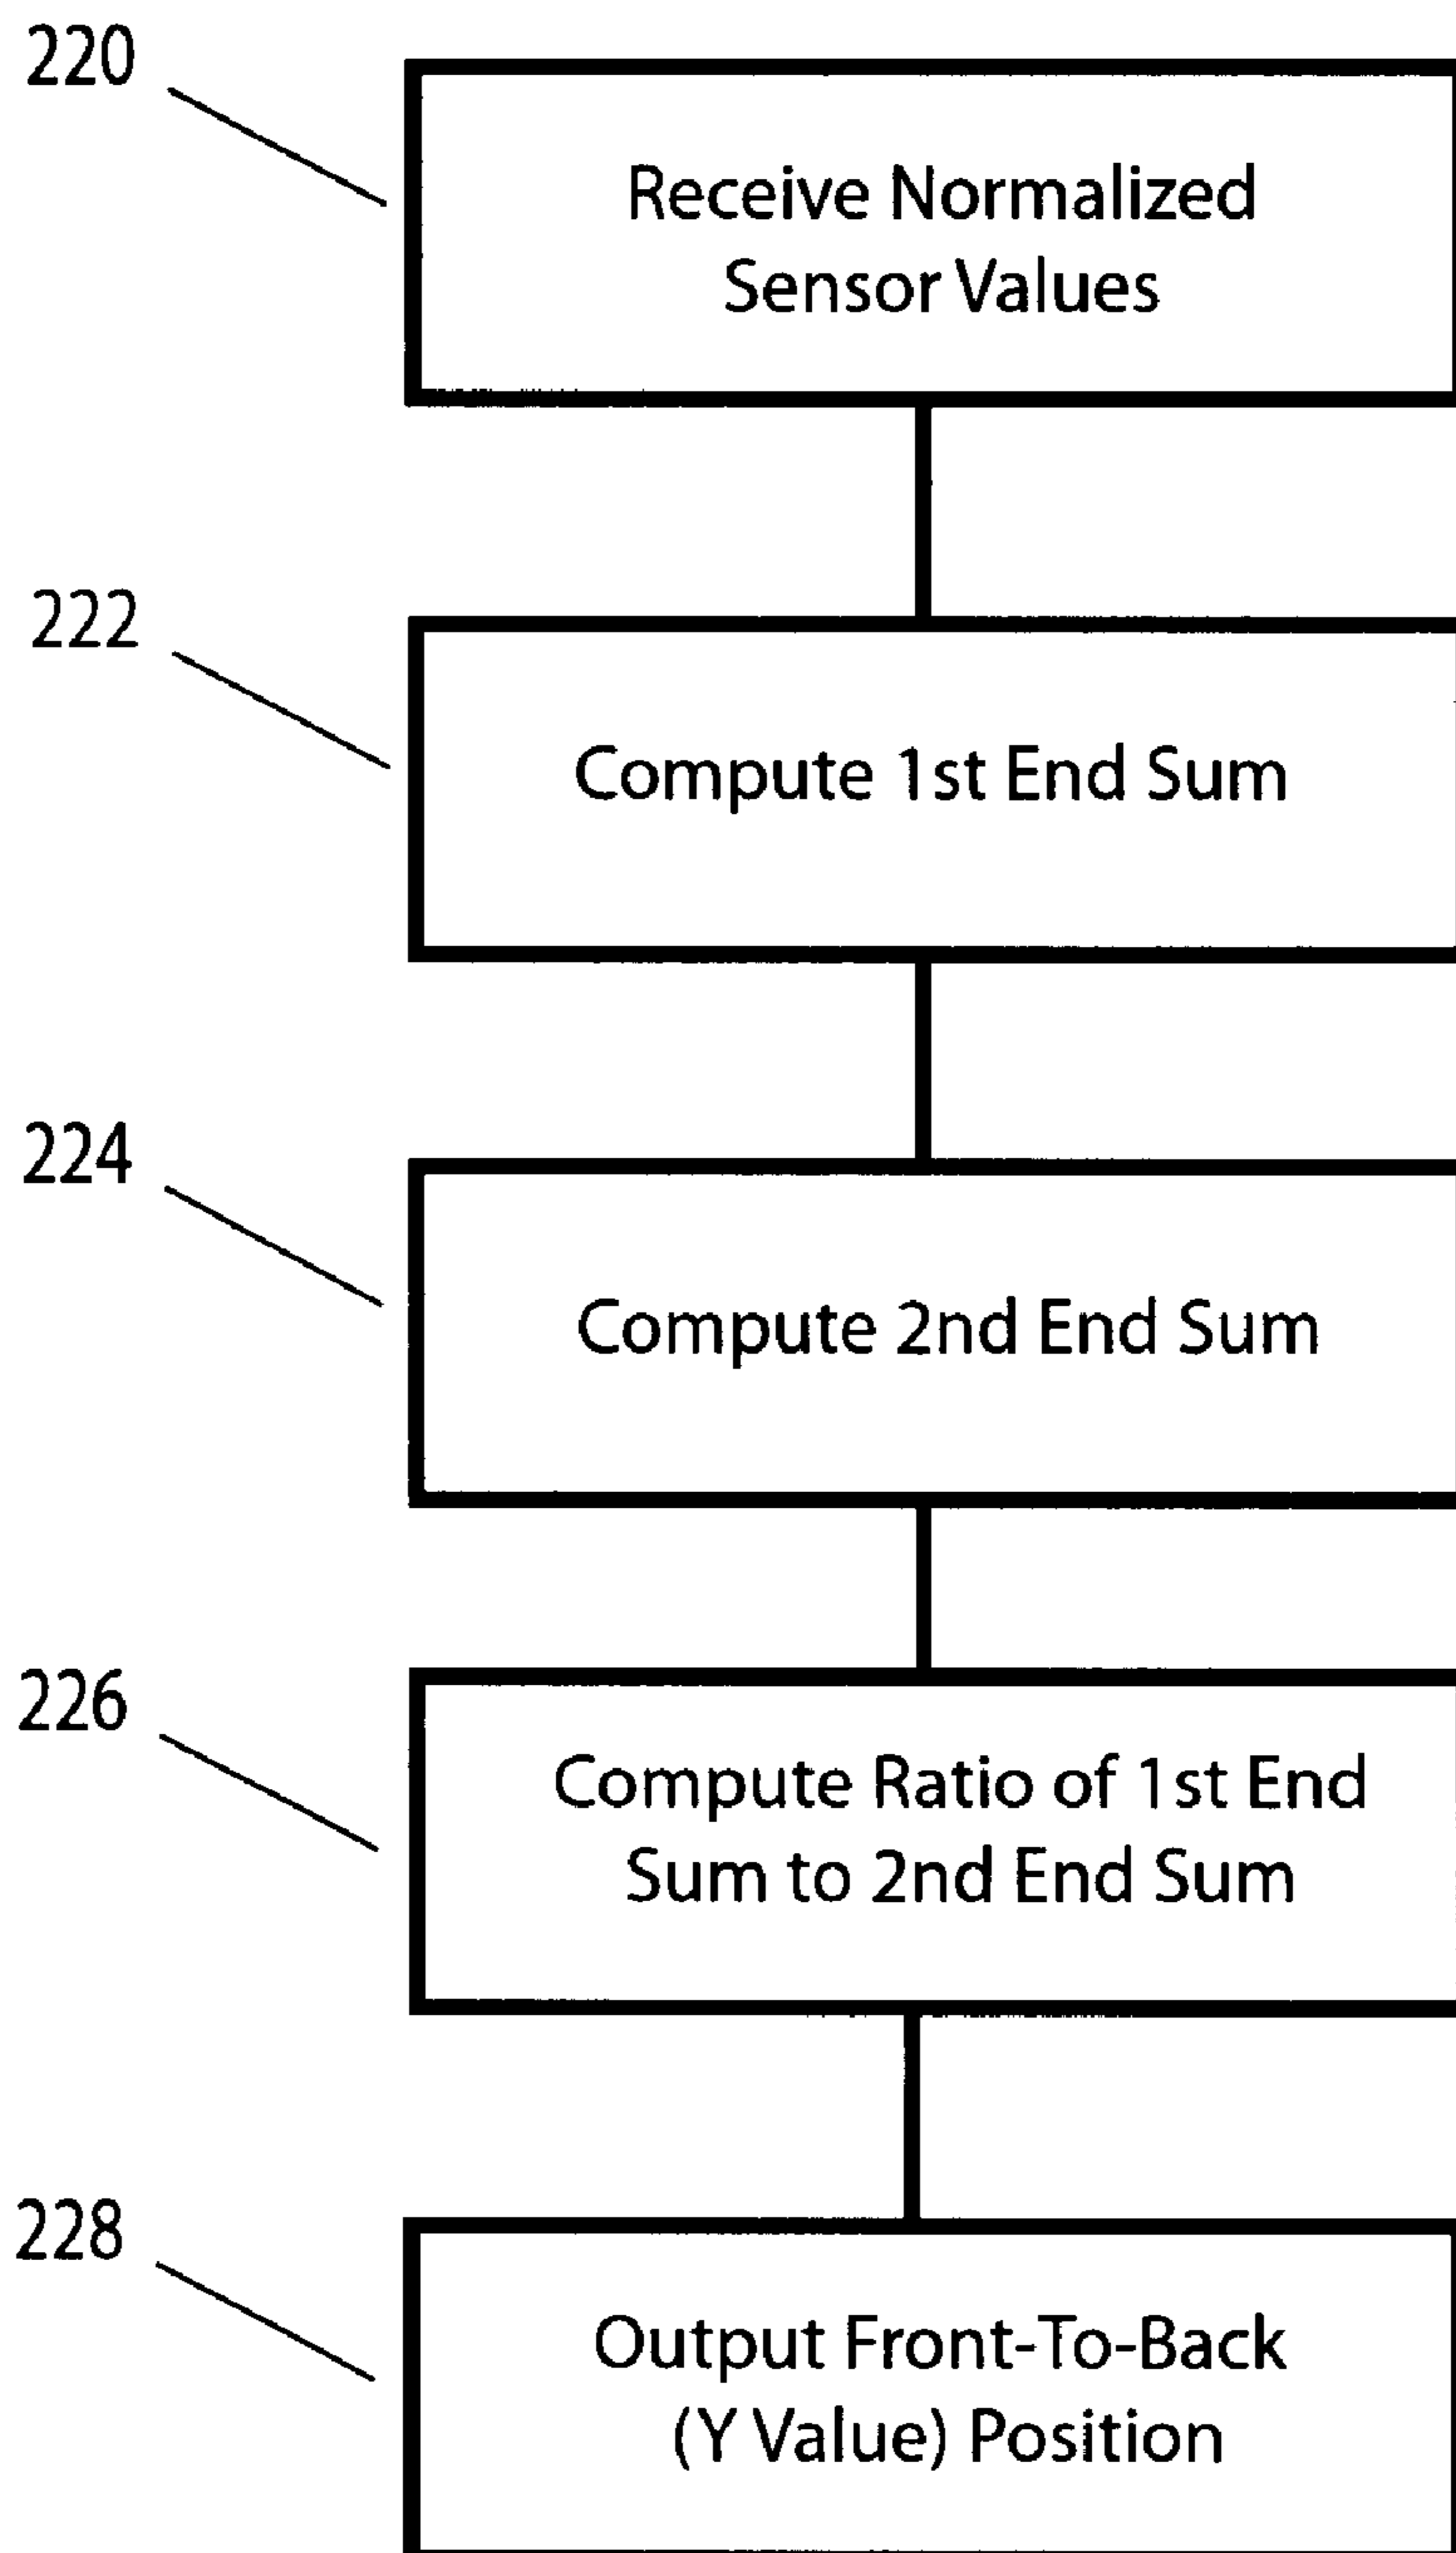 220
Receive Normalized
Sensor Values
222
Compute 1st End Sum
224
Compute 2nd End Sum
226
Compute Ratio of 1st End
Sum to 2nd End Sum
228
Output Front-To-Back
(Y Value) Position